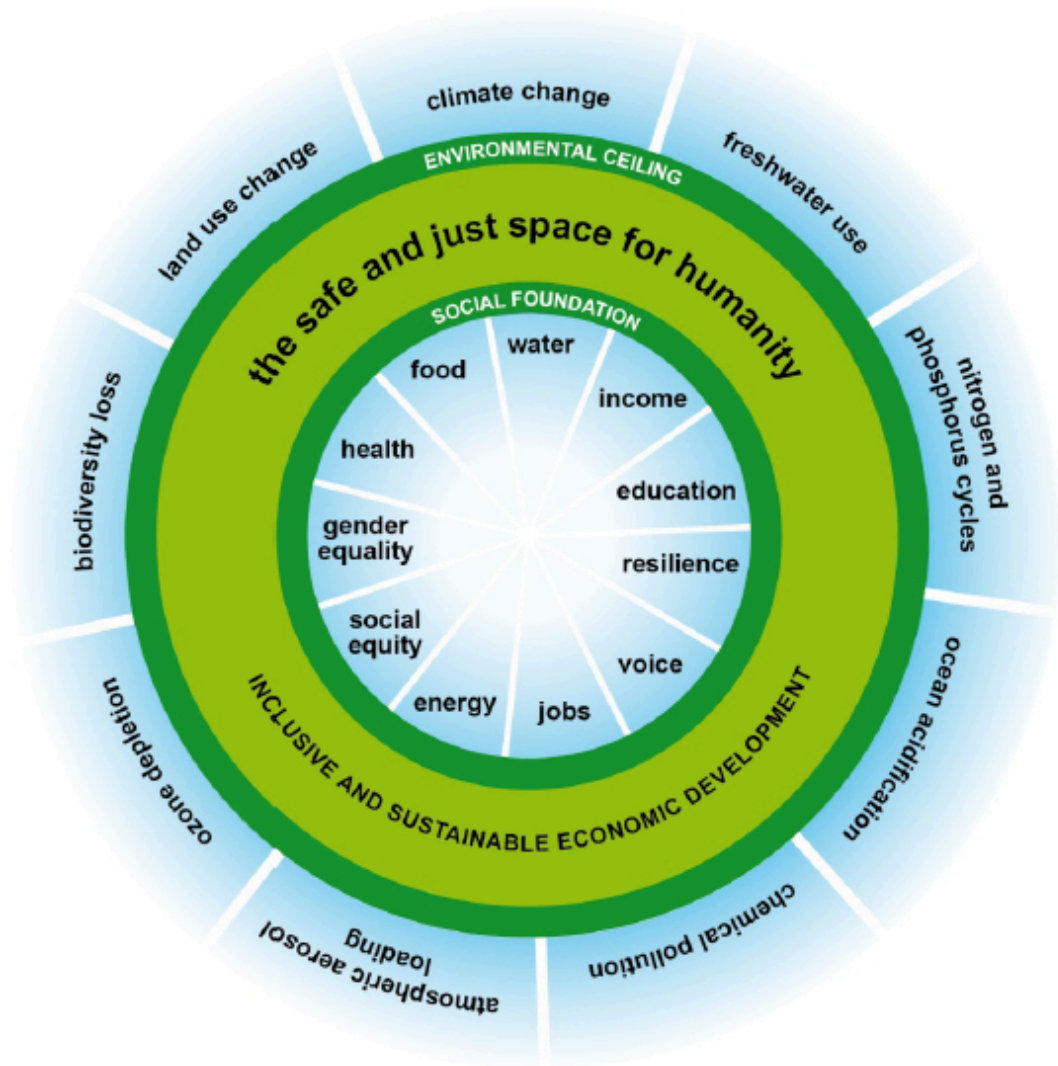 climate change
freshwater use
nitrogen and
phosphorus cycles
ocean acidification
chemical pollution
atmospheric aerosol
loading
ozone depletion
biodiversity loss
land use change
ENVIRONMENTAL CEILING
the safe and just space for humanity
SOCIAL FOUNDATION
water
income
education
resilience
voice
jobs
energy
social
equity
gender
equality
health
food
INCLUSIVE AND SUSTAINABLE ECONOMIC DEVELOPMENT